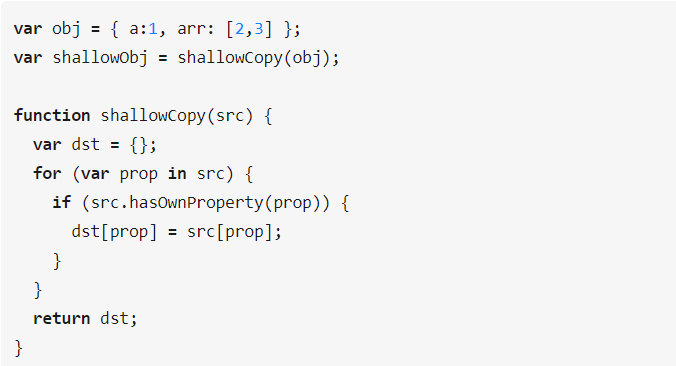 var obj = { a:1, arr: [2,3] };
var shallowObj = shallowCopy(obj);

function shallowCopy(src) {
  var dst = {};
  for (var prop in src) {
    if (src.hasOwnProperty(prop)) {
      dst[prop] = src[prop];
    }
  }
  return dst;
}